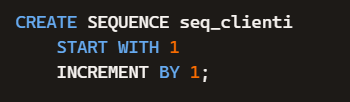 CREATE SEQUENCE seq_clienti
START WITH 1
INCREMENT BY 1;